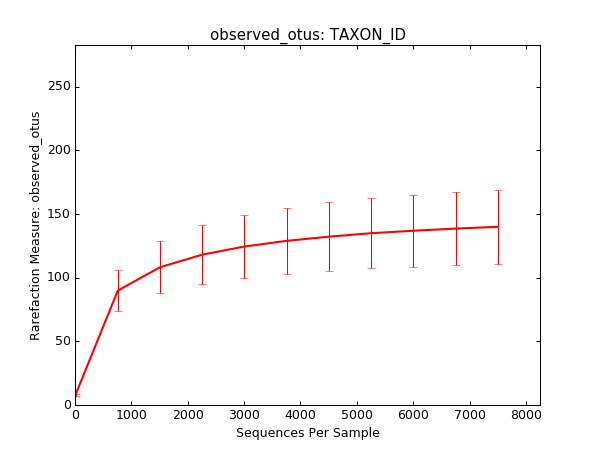 observed_otus: TAXON_ID
250
200
150
100
50
0
Rarefaction Measure: observed_otus
0 1000 2000 3000 4000 5000 6000 7000 8000
Sequences Per Sample